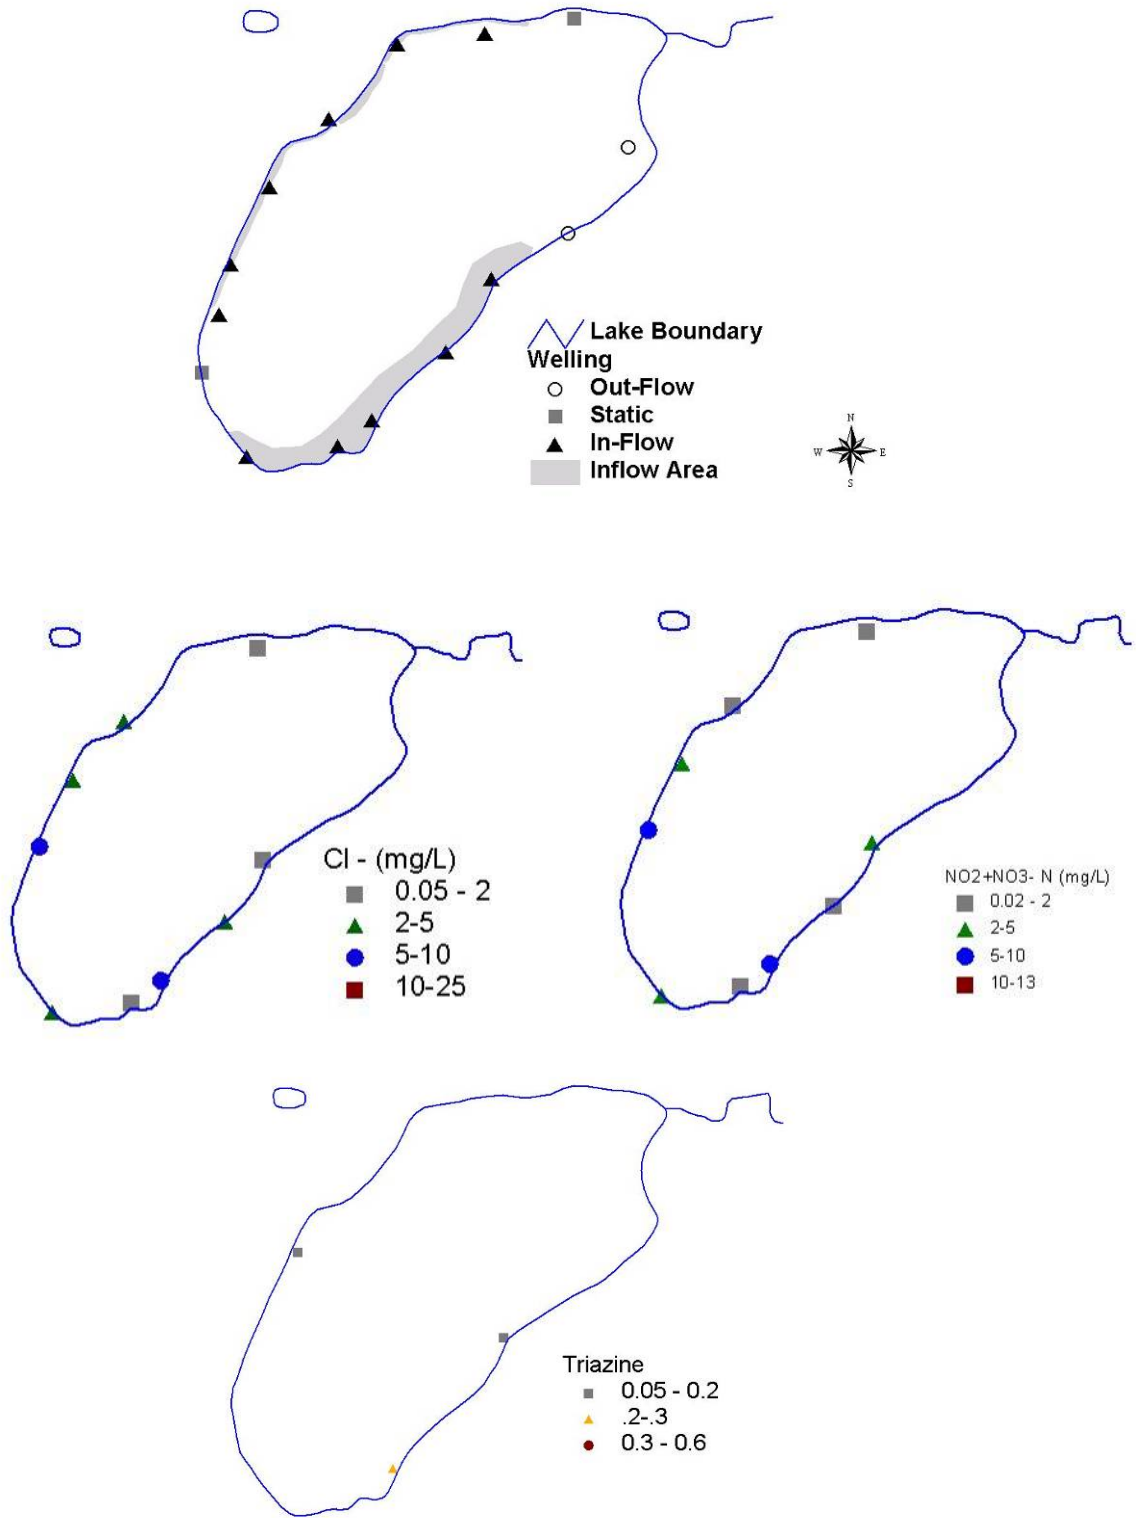 Lake Boundary
Welling
Out-Flow
Static
In-Flow
Inflow Area
N
W E
S
Cl - (mg/L)
0.05 - 2
2-5
5-10
10-25
NO2+NO3- N (mg/L)
0.02 - 2
2-5
5-10
10-13
Triazine
0.05 - 0.2
.2-.3
0.3 - 0.6